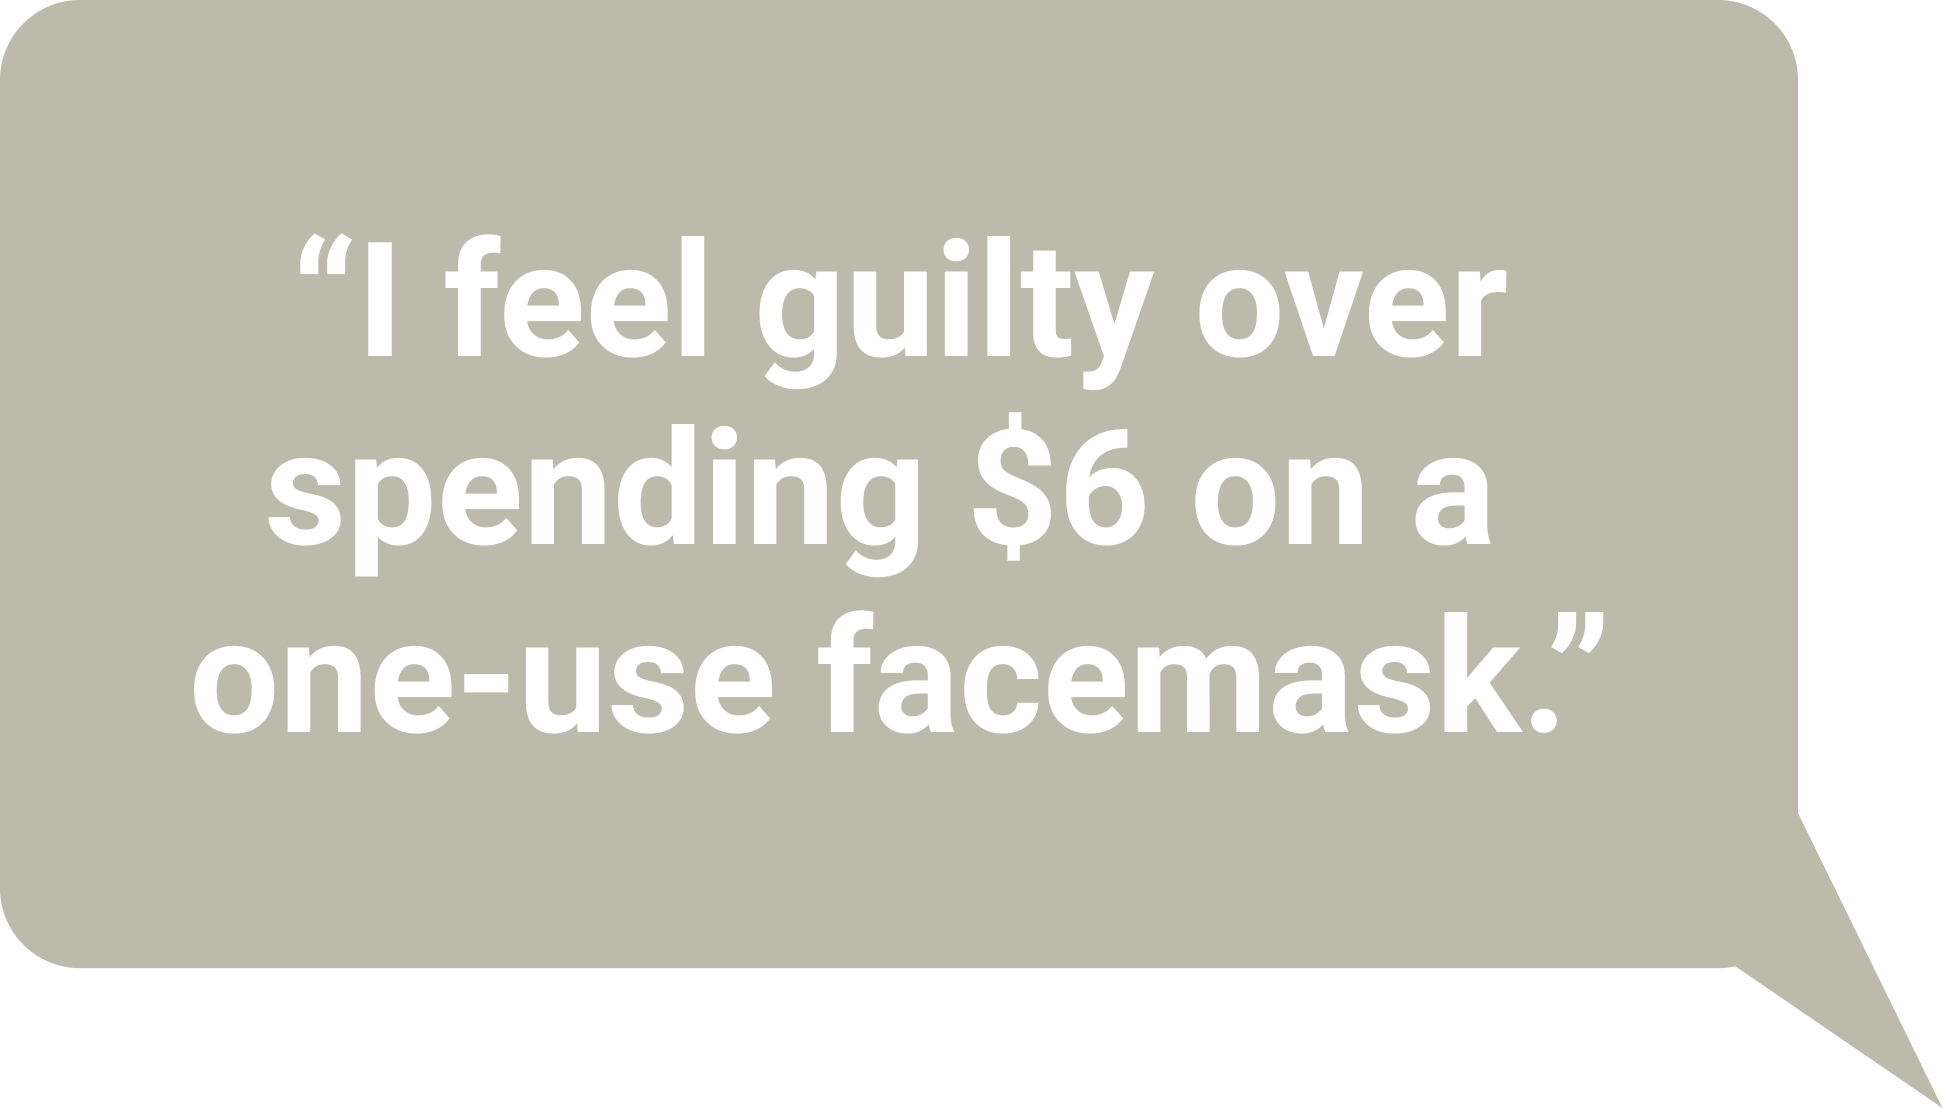 “I feel guilty over
spending $6 on a
one-use facemask.”